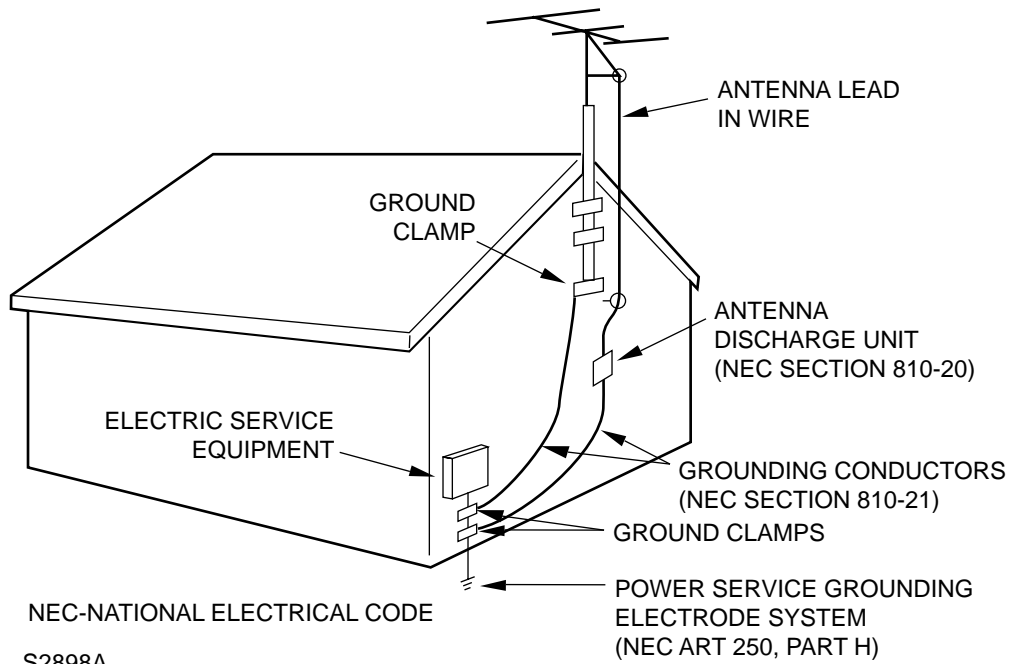 ANTENNA LEAD
IN WIRE
GROUND
CLAMP
ANTENNA
DISCHARGE UNIT
(NEC SECTION 810-20)
ELECTRIC SERVICE
EQUIPMENT
GROUNDING CONDUCTORS
(NEC SECTION 810-21)
GROUND CLAMPS
POWER SERVICE GROUNDING
ELECTRODE SYSTEM
(NEC ART 250, PART H)
NEC-NATIONAL ELECTRICAL CODE
S2898A